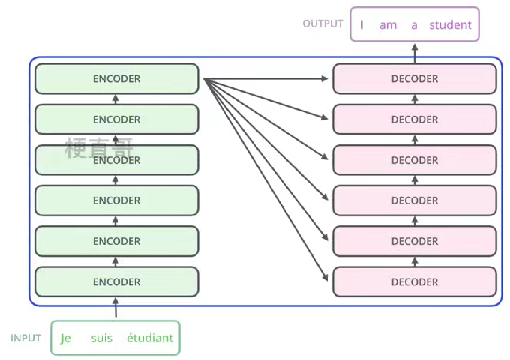 OUTPUT I am a student
ENCODER DECODER
ENCODER DECODER
梗直哥
ENCODER DECODER
ENCODER DECODER
ENCODER DECODER
ENCODER DECODER
INPUT Je suis étudiant